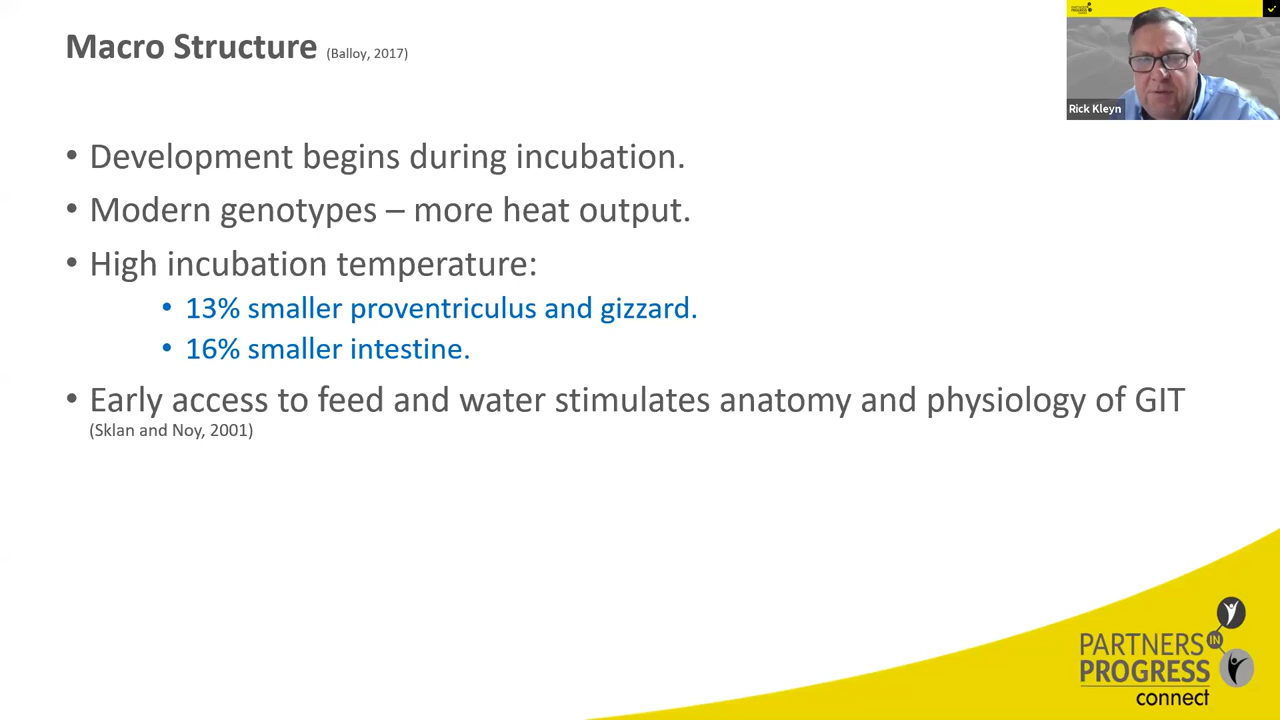 Macro Structure (Balloy, 2017)
• Development begins during incubation.
• Modern genotypes – more heat output.
• High incubation temperature:
• 13% smaller proventriculus and gizzard.
• 16% smaller intestine.
• Early access to feed and water stimulates anatomy and physiology of GIT
(Sklan and Noy, 2001)
Rick Kleyn
PARTNERS IN
PROGRESS
connect